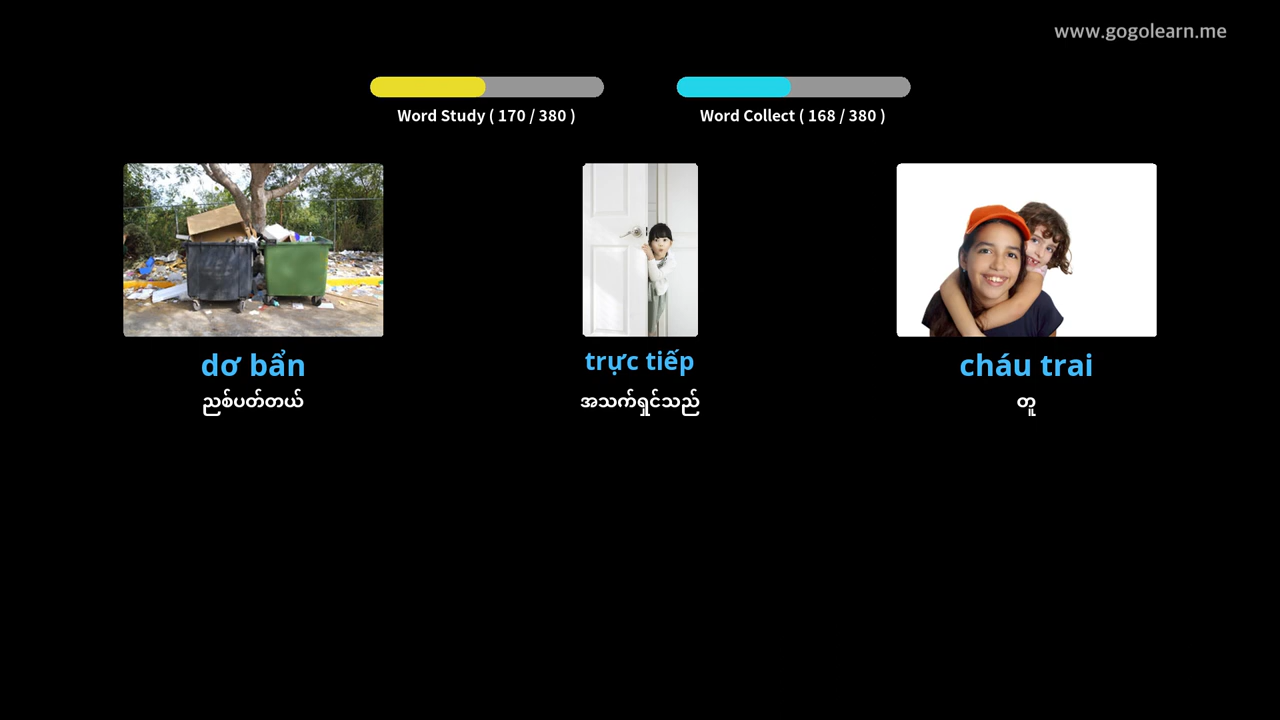 www.gogolearn.me
Word Study ( 170 / 380 )
Word Collect ( 168 / 380 )
dơ bẩn
ညစ်ပတ်တယ်
trực tiếp
အသက်ရှင်သည်
cháu trai
တူ